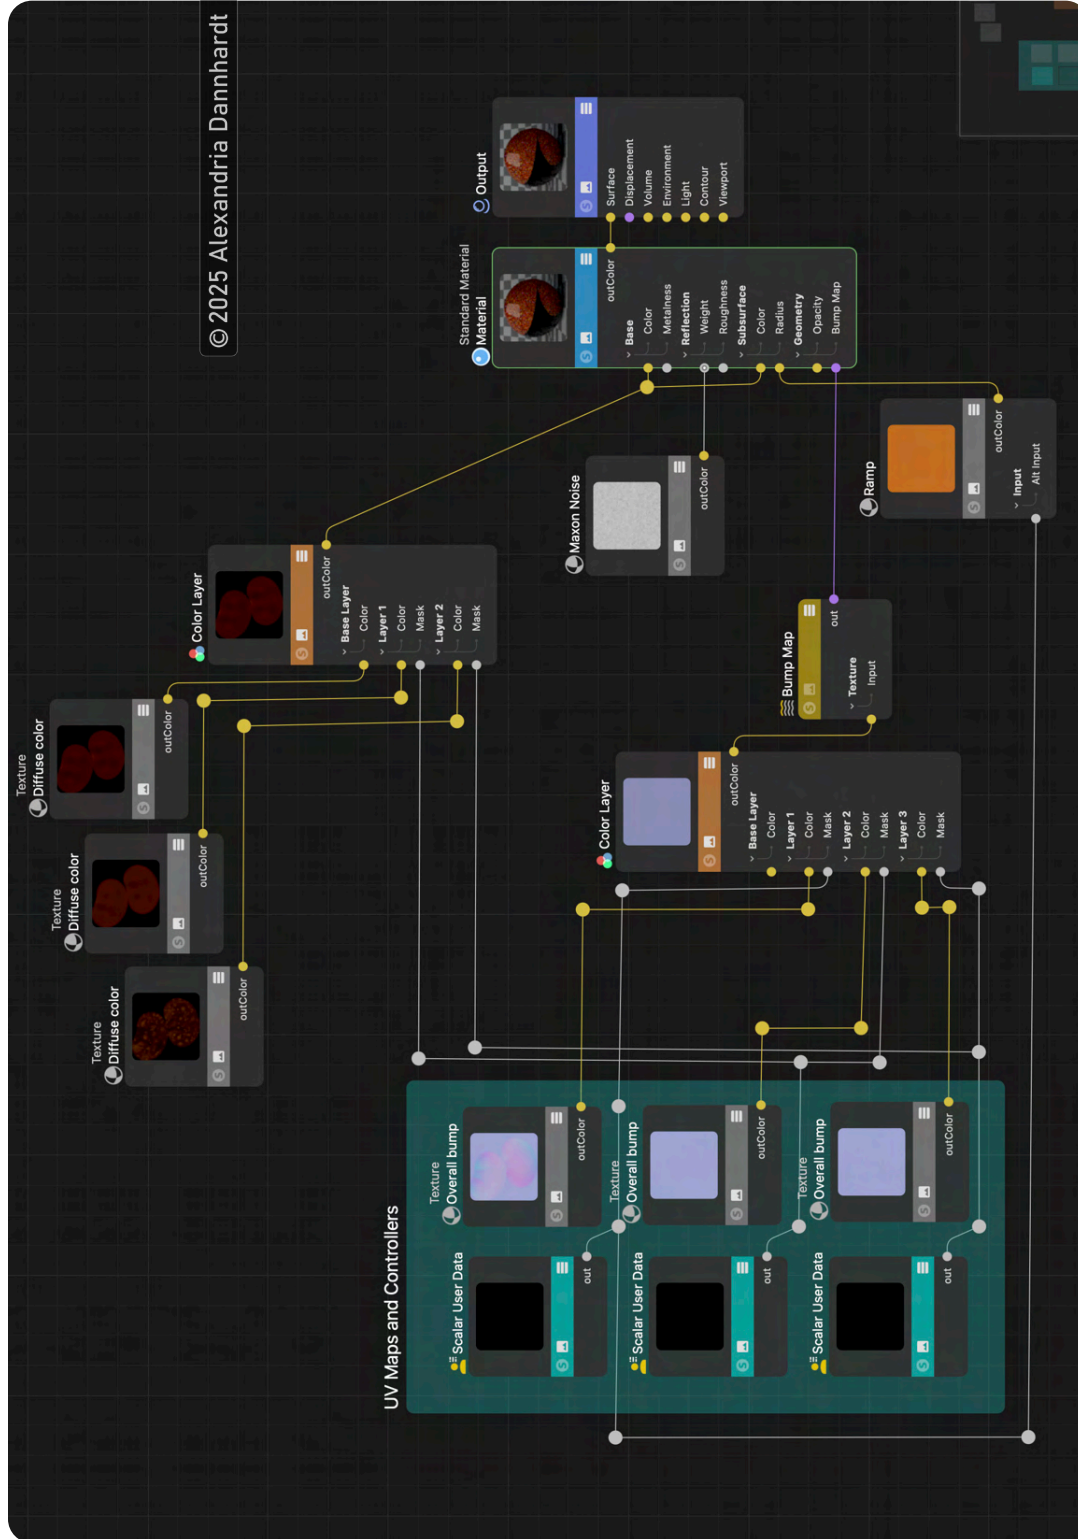 © 2025 Alexandria Dannhardt
Texture
Diffuse color
outColor
Texture
Diffuse color
outColor
Texture
Diffuse color
outColor
Color Layer
outColor
Base Layer
Color
Layer 1
Color
Mask
Layer 2
Color
Mask
Standard Material
Material
outColor
Base
Color
Metalness
Reflection
Weight
Roughness
Subsurface
Color
Radius
Geometry
Opacity
Bump Map
Output
Surface
Displacement
Volume
Environment
Light
Contour
Viewport
Maxon Noise
outColor
Ramp
outColor
Input
Alt Input
Bump Map
out
Texture
Input
Color Layer
outColor
Base Layer
Color
Layer 1
Color
Mask
Layer 2
Color
Mask
Layer 3
Color
Mask
UV Maps and Controllers
Scalar User Data
out
Texture
Overall bump
outColor
Scalar User Data
out
Texture
Overall bump
outColor
Scalar User Data
out
Texture
Overall bump
outColor